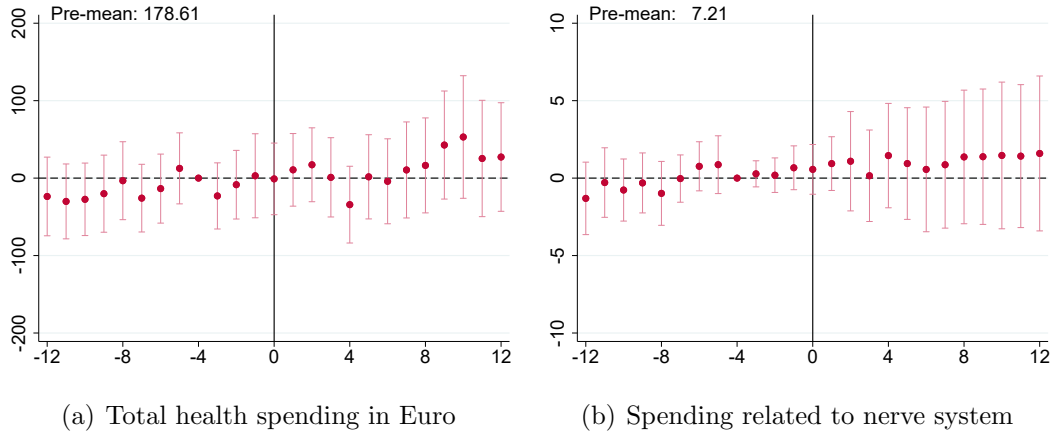 Pre-mean: 178.61
200
100
0
-100
-200
-12 -8 -4 0 4 8 12
(a) Total health spending in Euro
Pre-mean: 7.21
10
5
0
-5
-10
-12 -8 -4 0 4 8 12
(b) Spending related to nerve system